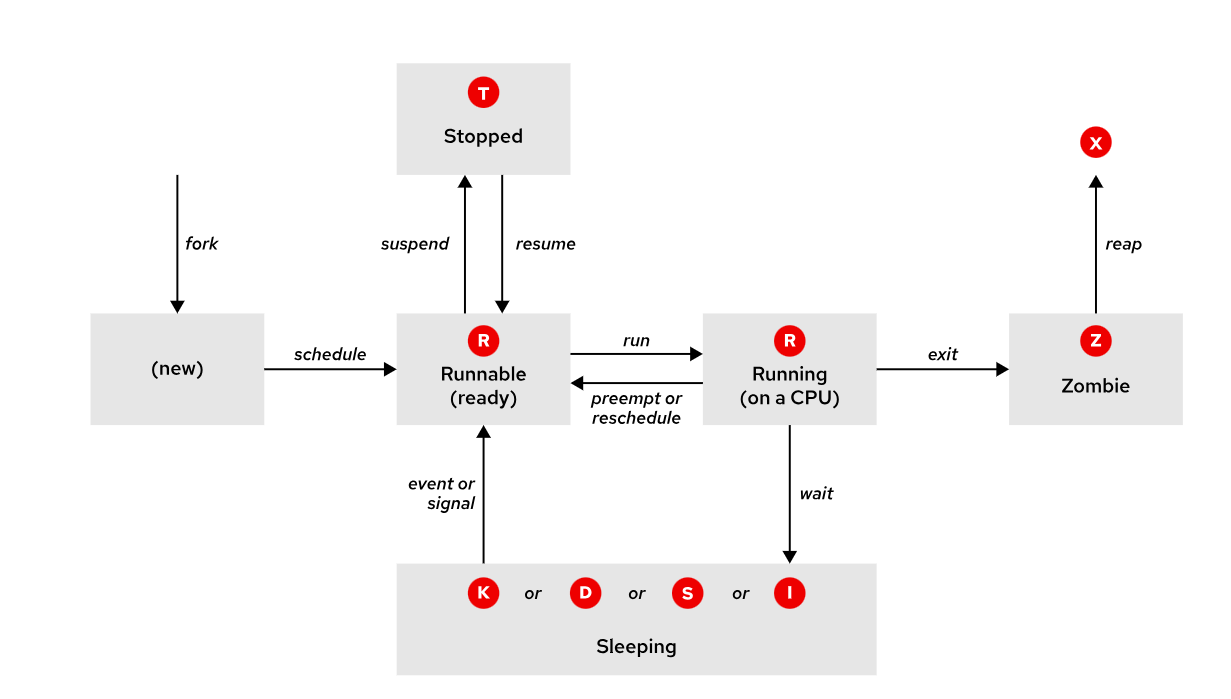 T
Stopped
X
fork
suspend
resume
reap
(new)
schedule
R
Runnable
(ready)
run
preempt or
reschedule
R
Running
(on a CPU)
exit
Z
Zombie
event or
signal
wait
K or D or S or I
Sleeping